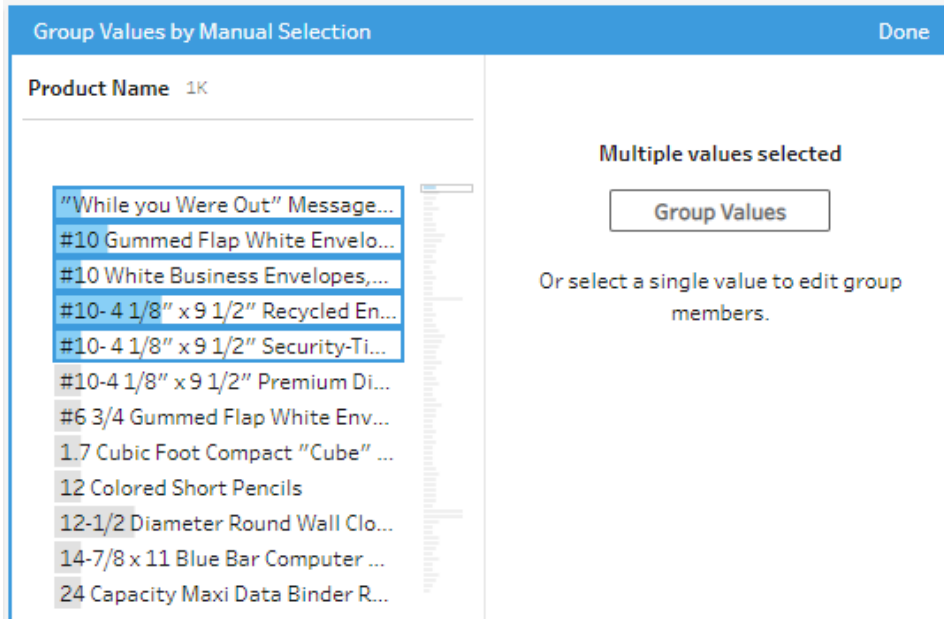 Group Values by Manual Selection Done
Product Name 1K
"While you Were Out" Message...
#10 Gummed Flap White Envelo...
#10 White Business Envelopes,...
#10- 4 1/8" x 9 1/2" Recycled En...
#10- 4 1/8" x 9 1/2" Security-Ti...
#10-4 1/8" x 9 1/2" Premium Di...
#6 3/4 Gummed Flap White Env...
1.7 Cubic Foot Compact "Cube" ...
12 Colored Short Pencils
12-1/2 Diameter Round Wall Clo...
14-7/8 x 11 Blue Bar Computer ...
24 Capacity Maxi Data Binder R...
Multiple values selected
Group Values
Or select a single value to edit group
members.